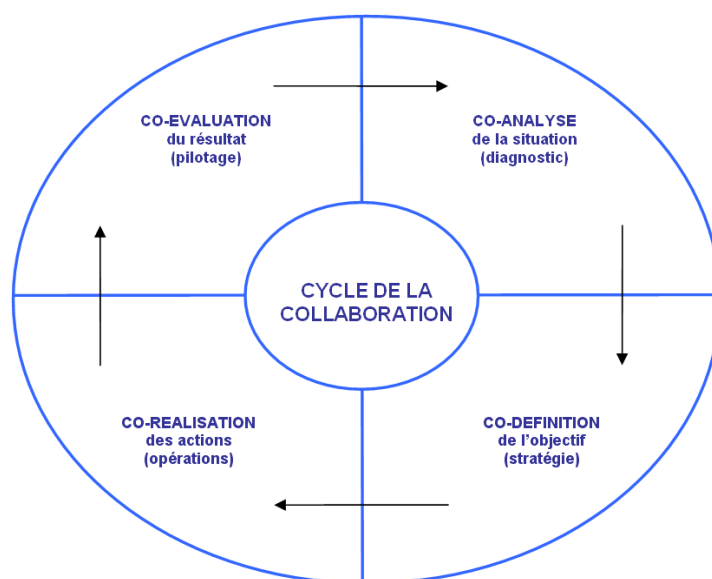 CO-EVALUATION
du résultat
(pilotage)
CO-ANALYSE
de la situation
(diagnostic)
CYCLE DE LA
COLLABORATION
CO-REALISATION
des actions
(opérations)
CO-DEFINITION
de l'objectif
(stratégie)